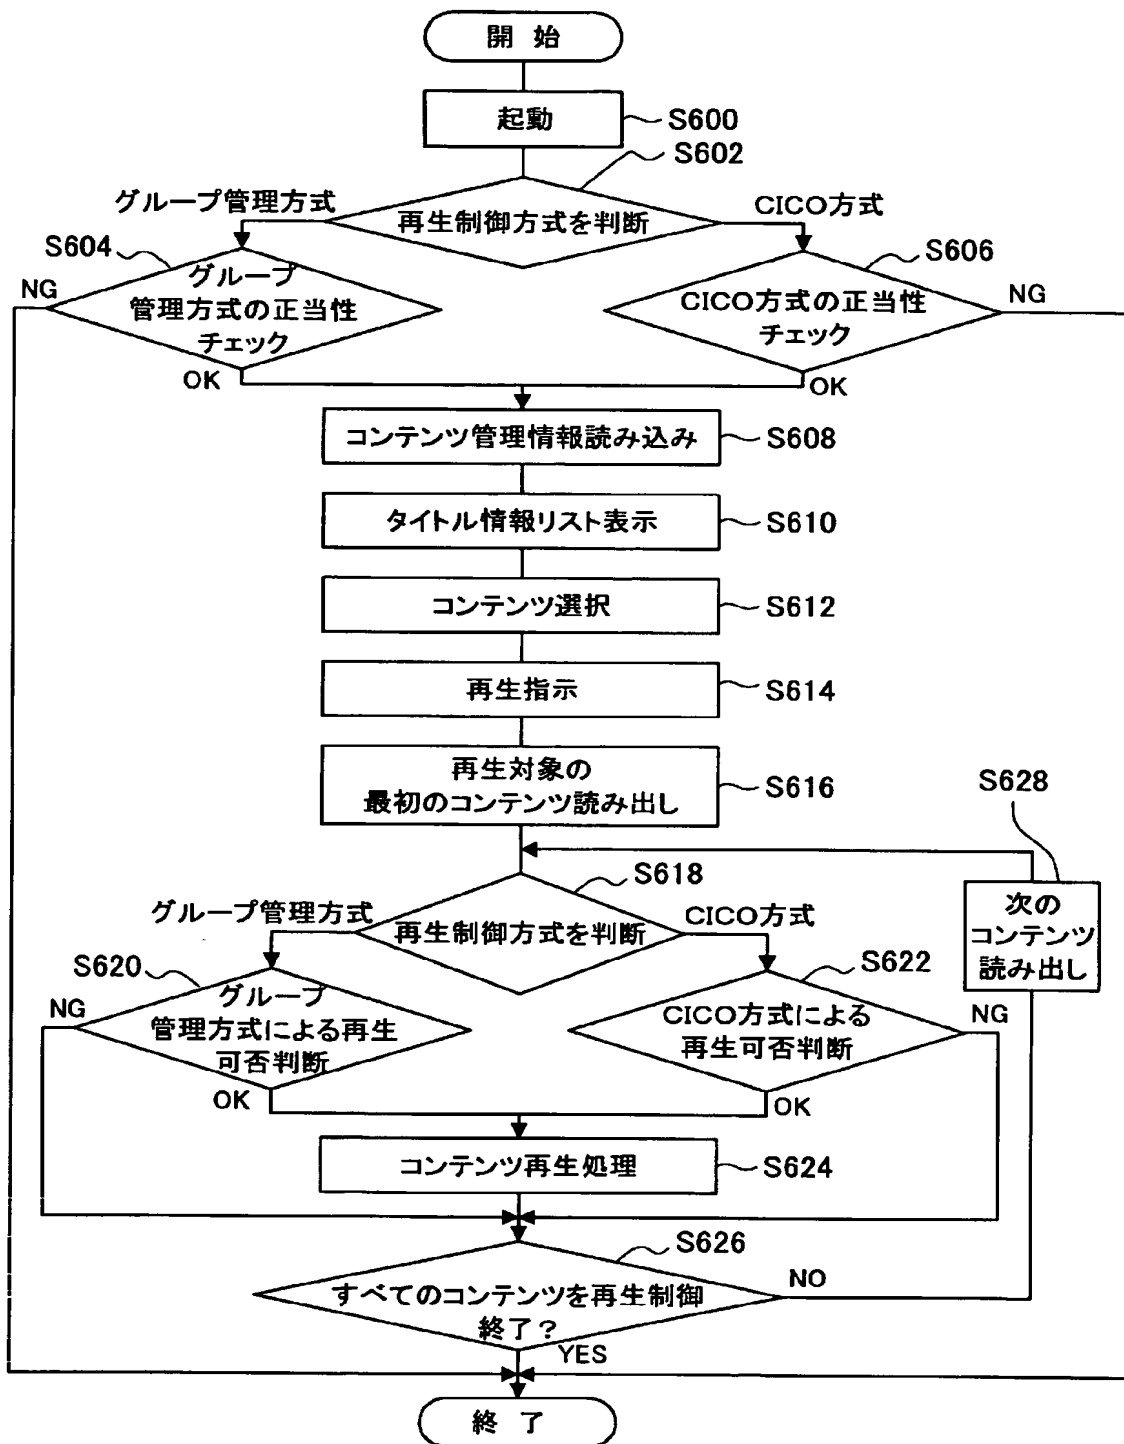 開 始
起動
S600
S602
グループ管理方式
再生制御方式を判断
CICO方式
S604
S606
NG
グループ
管理方式の正当性
チェック
CICO方式の正当性
チェック
NG
OK
OK
コンテンツ管理情報読み込み
S608
タイトル情報リスト表示
S610
コンテンツ選択
S612
再生指示
S614
再生対象の
最初のコンテンツ読み出し
S616
S628
次の
コンテンツ
読み出し
S618
グループ管理方式
再生制御方式を判断
CICO方式
S620
S622
NG
グループ
管理方式による再生
可否判断
CICO方式による
再生可否判断
NG
OK
OK
コンテンツ再生処理
S624
S626
すべてのコンテンツを再生制御
終了?
NO
YES
終 了